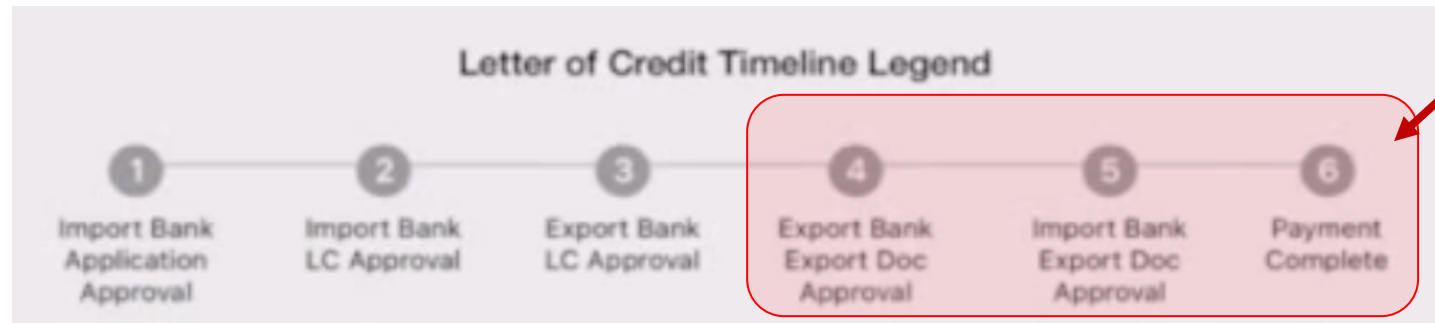 Letter of Credit Timeline Legend
1
2
3
4
5
6
Import Bank
Application
Approval
Import Bank
LC Approval
Export Bank
LC Approval
Export Bank
Export Doc
Approval
Import Bank
Export Doc
Approval
Payment
Complete